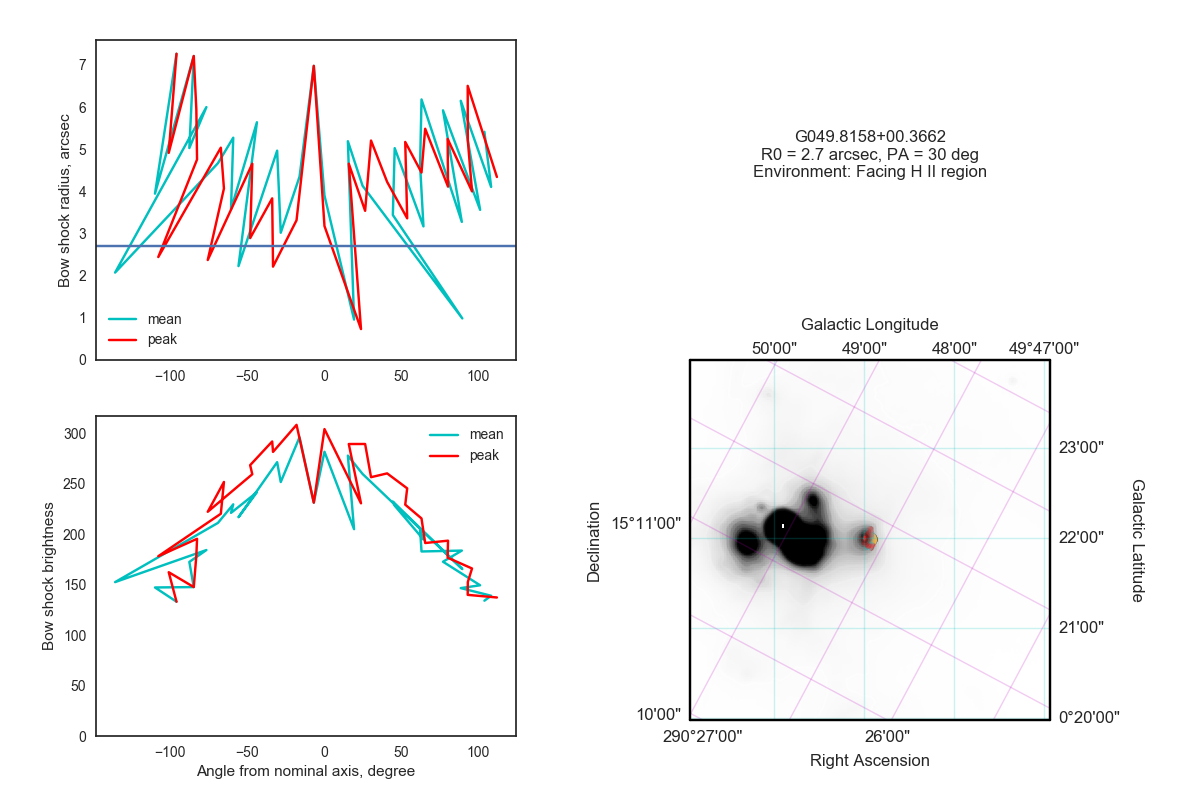 7
6
5
4
3
2
1
0
Bow shock radius, arcsec
mean
peak
−100
−50
0
50
100
300
250
200
150
100
50
0
Bow shock brightness
mean
peak
−100
−50
0
50
100
Angle from nominal axis, degree
G049.8158+00.3662
R0 = 2.7 arcsec, PA = 30 deg
Environment: Facing H II region
Galactic Longitude
50'00" 49'00" 48'00" 49°47'00"
23'00"
22'00"
21'00"
0°20'00"
Galactic Latitude
15°11'00"
10'00"
Declination
290°27'00" 26'00"
Right Ascension